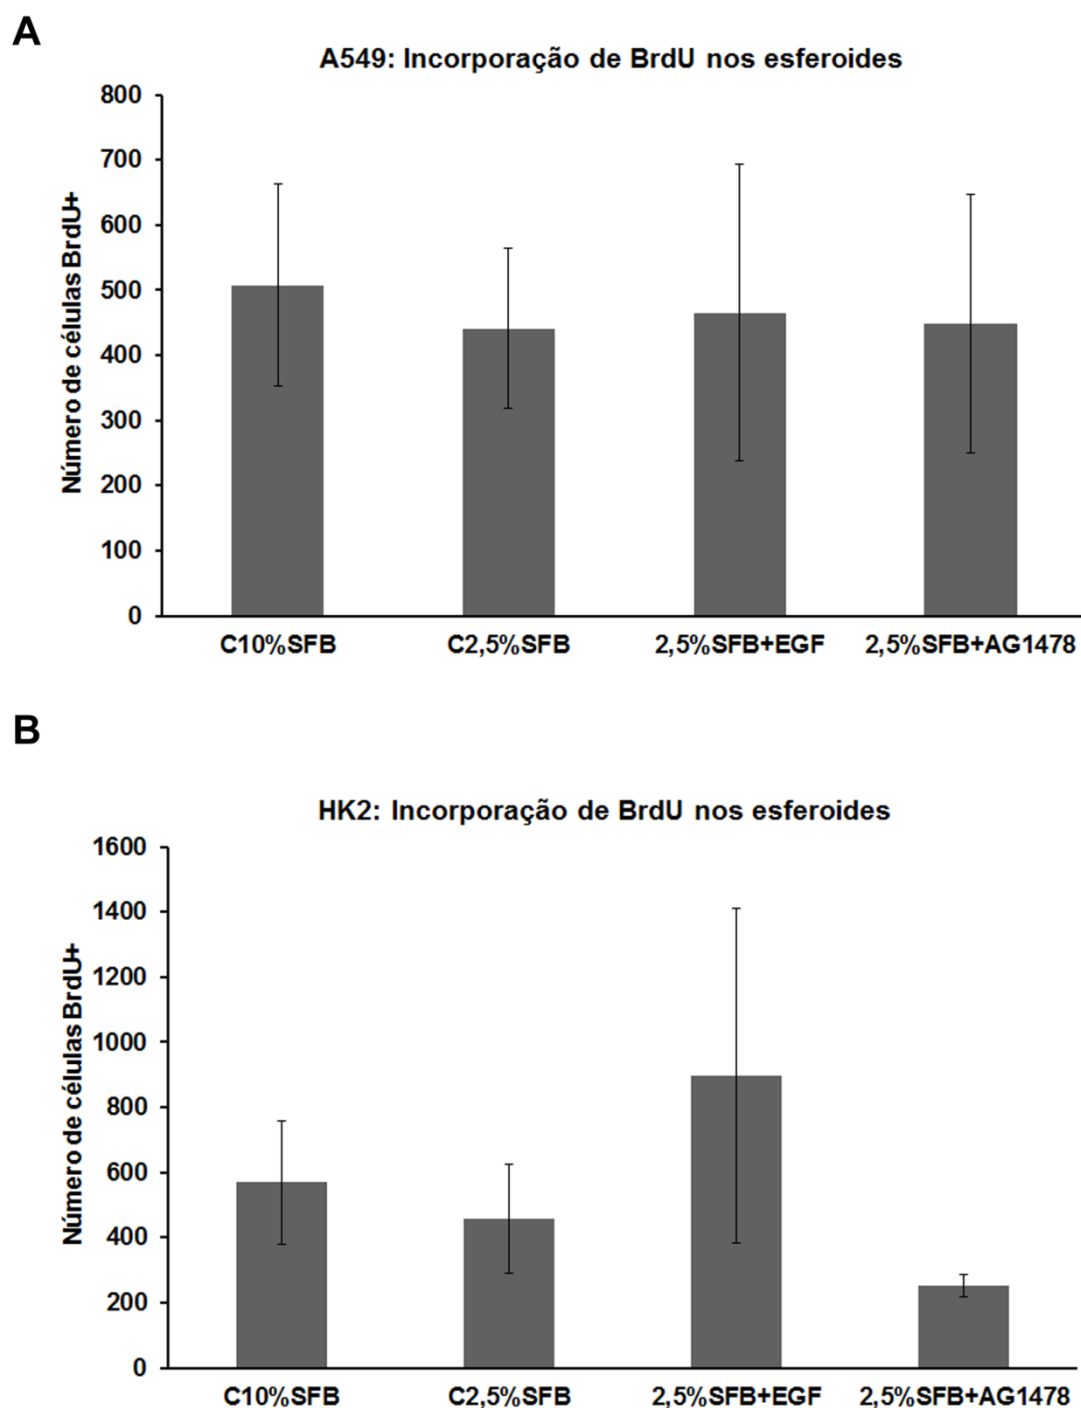 A
A549: Incorporação de BrdU nos esferoides
Número de células BrdU+
800
700
600
500
400
300
200
100
0
C10%SFB C2,5%SFB 2,5%SFB+EGF 2,5%SFB+AG1478
B
HK2: Incorporação de BrdU nos esferoides
Número de células BrdU+
1600
1400
1200
1000
800
600
400
200
0
C10%SFB C2,5%SFB 2,5%SFB+EGF 2,5%SFB+AG1478